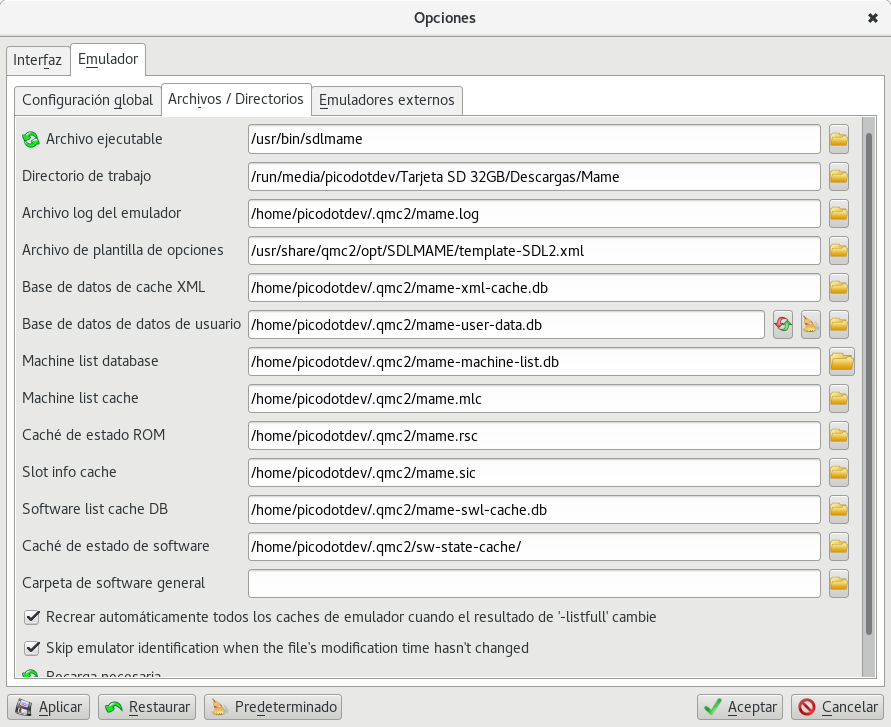 Opciones
Interfaz Emulador
Configuración global Archivos / Directorios Emuladores externos
Archivo ejecutable /usr/bin/sdlmame
Directorio de trabajo /run/media/picodotdev/Tarjeta SD 32GB/Descargas/Mame
Archivo log del emulador /home/picodotdev/.qmc2/mame.log
Archivo de plantilla de opciones /usr/share/qmc2/opt/SDLMAME/template-SDL2.xml
Base de datos de cache XML /home/picodotdev/.qmc2/mame-xml-cache.db
Base de datos de datos de usuario /home/picodotdev/.qmc2/mame-user-data.db
Machine list database /home/picodotdev/.qmc2/mame-machine-list.db
Machine list cache /home/picodotdev/.qmc2/mame.mlc
Caché de estado ROM /home/picodotdev/.qmc2/mame.rsc
Slot info cache /home/picodotdev/.qmc2/mame.sic
Software list cache DB /home/picodotdev/.qmc2/mame-swl-cache.db
Caché de estado de software /home/picodotdev/.qmc2/sw-state-cache/
Carpeta de software general
Recrear automáticamente todos los caches de emulador cuando el resultado de '-listfull' cambie
Skip emulator identification when the file's modification time hasn't changed
Recarga necesaria
Aplicar Restaurar Predeterminado Aceptar Cancelar